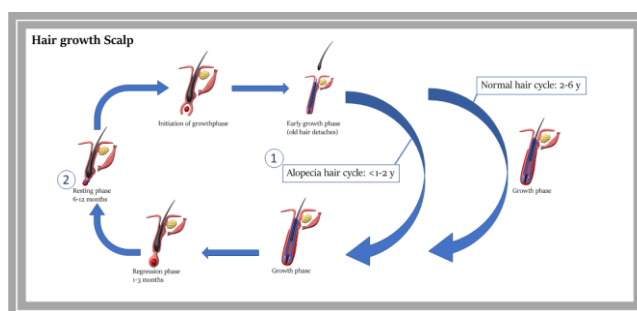 Hair growth Scalp
Normal hair cycle: 2-6 y
Initiation of growthphase
Early growth phase
(old hair detaches)
1
Alopecia hair cycle: <1-2 y
2
Resting phase
6-12 months
Growth phase
Growth phase
Regression phase
1-3 months